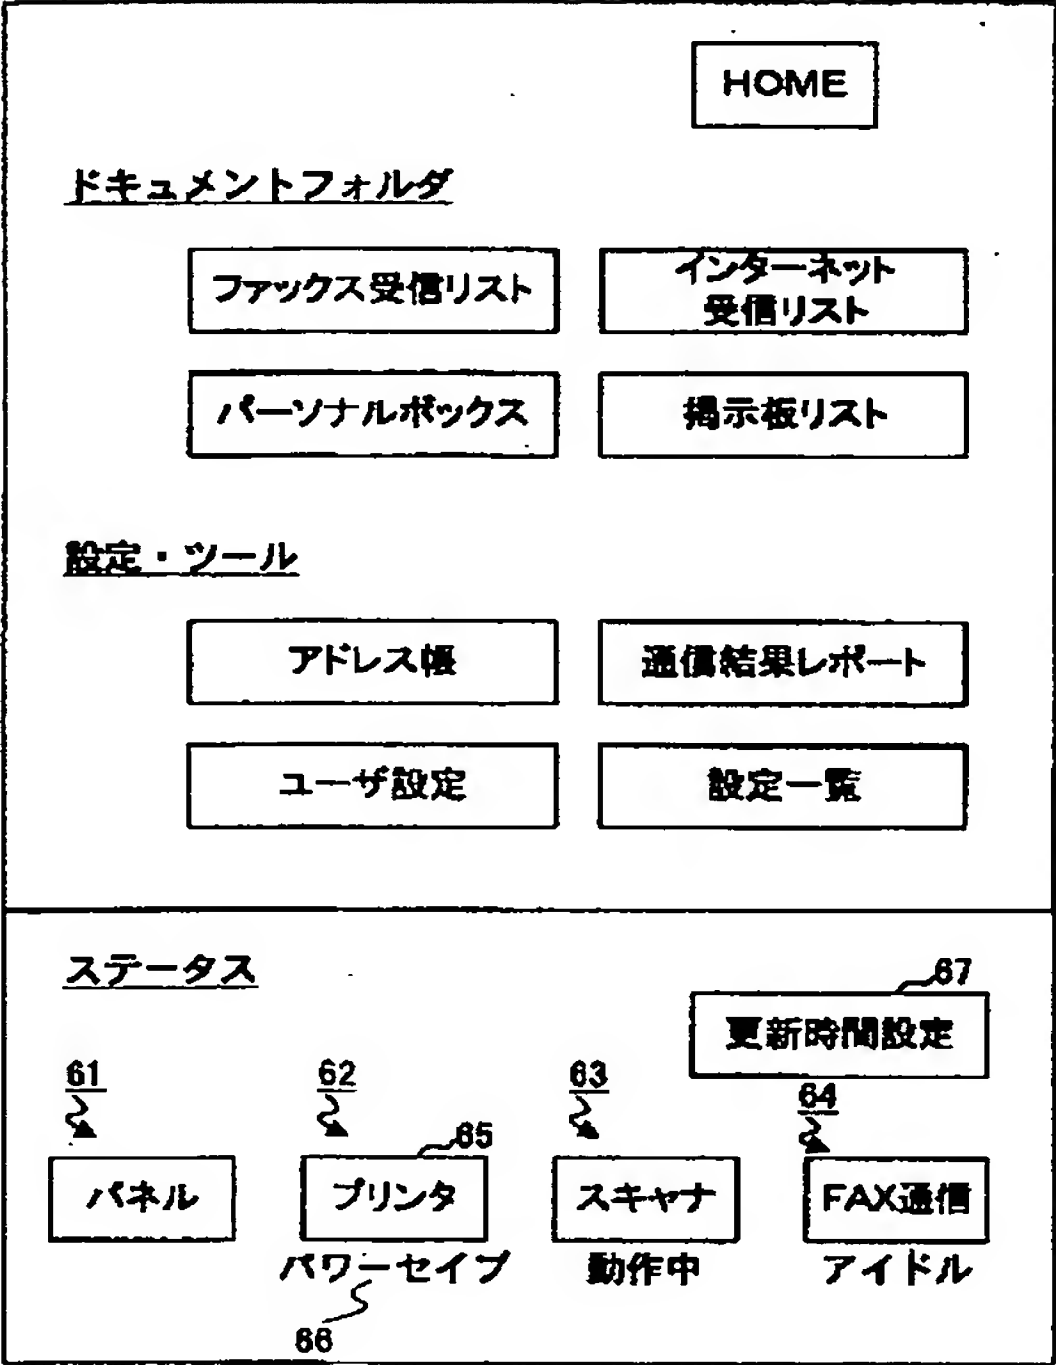 HOME
ドキュメントフォルダ
ファックス受信リスト
インターネット
受信リスト
パーソナルボックス
掲示板リスト
設定・ツール
アドレス帳
通信結果レポート
ユーザ設定
設定一覧
ステータス
67
更新時間設定
61
62
63
64
65
パネル
プリンタ
スキャナ
FAX通信
パワーセイブ
動作中
アイドル
66